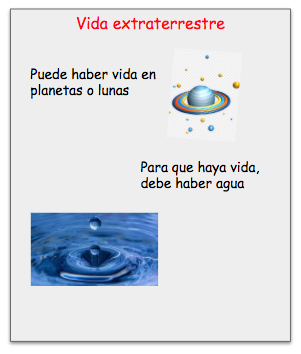 Vida extraterrestre
Puede haber vida en
planetas o lunas
Para que haya vida,
debe haber agua